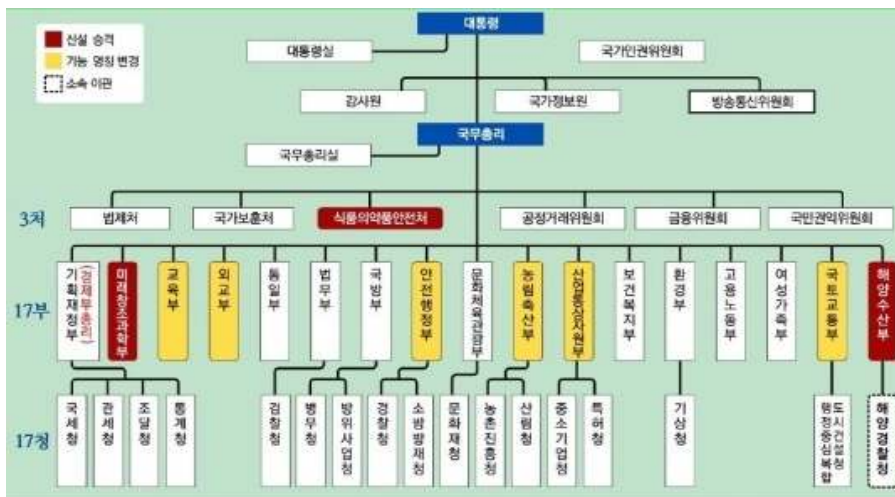 대통령
신설 승격
기능 명칭 변경
소속 이관
대통령실
국가인권위원회
감사원
국가정보원
방송통신위원회
국무총리
국무총리실
3처
법제처
국가보훈처
식품의약품안전처
공정거래위원회
금융위원회
국민권익위원회
17부
기획재정부
(경제부총리)
미래창조과학부
교육부
외교부
통일부
법무부
국방부
안전행정부
문화체육관광부
농림축산부
산업통상자원부
보건복지부
환경부
고용노동부
여성가족부
국토교통부
해양수산부
17청
국세청
관세청
조달청
통계청
검찰청
병무청
방위사업청
경찰청
소방방재청
문화재청
농촌진흥청
산림청
중소기업청
특허청
기상청
행정중심복합
도시건설청
해양경찰청